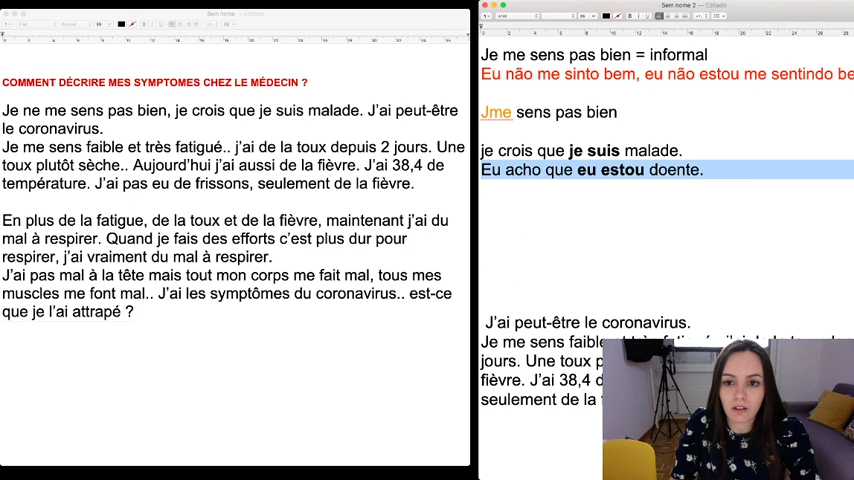 Sem nome — Editado
COMMENT DÉCRIRE MES SYMPTOMES CHEZ LE MÉDECIN ?
Je ne me sens pas bien, je crois que je suis malade. J'ai peut-être
le coronavirus.
Je me sens faible et très fatigué.. j'ai de la toux depuis 2 jours. Une
toux plutôt sèche.. Aujourd'hui j'ai aussi de la fièvre. J'ai 38,4 de
température. J'ai pas eu de frissons, seulement de la fièvre.
En plus de la fatigue, de la toux et de la fièvre, maintenant j'ai du
mal à respirer. Quand je fais des efforts c'est plus dur pour
respirer, j'ai vraiment du mal à respirer.
J'ai pas mal à la tête mais tout mon corps me fait mal, tous mes
muscles me font mal.. J'ai les symptômes du coronavirus.. est-ce
que je l'ai attrapé ?
Sem nome 2 — Editado
Je me sens pas bien = informal
Eu não me sinto bem, eu não estou me sentindo be
Jme sens pas bien
je crois que je suis malade.
Eu acho que eu estou doente.
J'ai peut-être le coronavirus.
Je me sens faible
jours. Une toux p
fièvre. J'ai 38,4 d
seulement de la